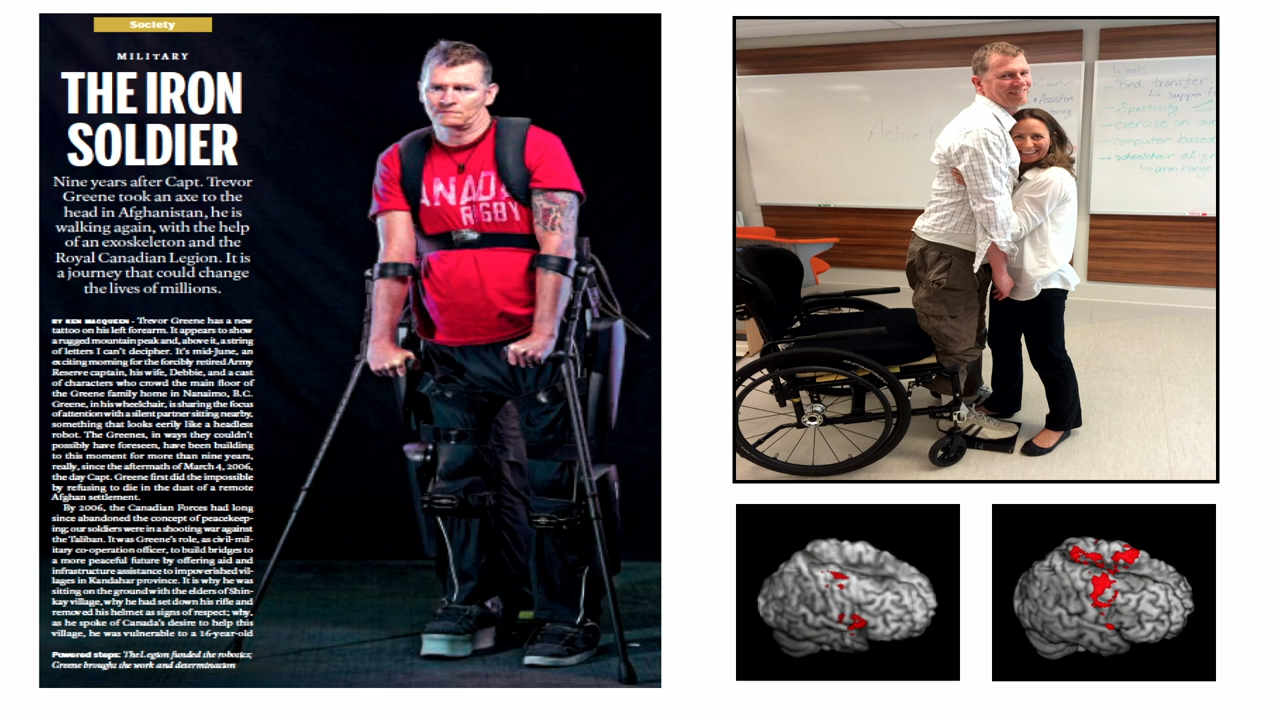 Society
MILITARY
THE IRON
SOLDIER
Nine years after Capt. Trevor
Greene took an axe to the
head in Afghanistan, he is
walking again, with the help
of an exoskeleton and the
Royal Canadian Legion. It is
a journey that could change
the lives of millions.
BY KEN MACQUEEN · Trevor Greene has a new
tattoo on his left forearm. It appears to show
a rugged mountain peak and, above it, a string
of letters I can't decipher. It's mid-June, an
exciting morning for the forcibly retired Army
Reserve captain, his wife, Debbie, and a cast
of characters who crowd the main floor of
the Greene family home in Nanaimo, B.C.
Greene, in his wheelchair, is sharing the focus
of attention with a silent partner sitting nearby,
something that looks eerily like a headless
robot. The Greenes, in ways they couldn't
possibly have foreseen, have been building
to this moment for more than nine years,
really, since the aftermath of March 4, 2006,
the day Capt. Greene first did the impossible
by refusing to die in the dust of a remote
Afghan settlement.
By 2006, the Canadian Forces had long
since abandoned the concept of peacekeep-
ing; our soldiers were in a shooting war against
the Taliban. It was Greene's role, as civil-mil-
itary co-operation officer, to build bridges to
a more peaceful future by offering aid and
infrastructure assistance to impoverished vil-
lages in Kandahar province. It is why he was
sitting on the ground with the elders of Shin-
kay village, why he had set down his rifle and
removed his helmet as signs of respect; why,
as he spoke of Canada's desire to help this
village, he was vulnerable to a 16-year-old
Powered steps: The Legion funded the robotics;
Greene brought the work and determination
ANAD
RUGBY
Active
Assistive
Bed transfer
Spasticity
exercise on
computer based
wheelchair align
arm range